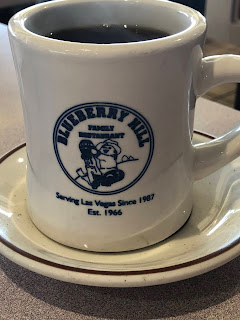 BLUEBERRY HILL
FAMILY
RESTAURANT
Serving Las Vegas Since 1987
Est. 1966